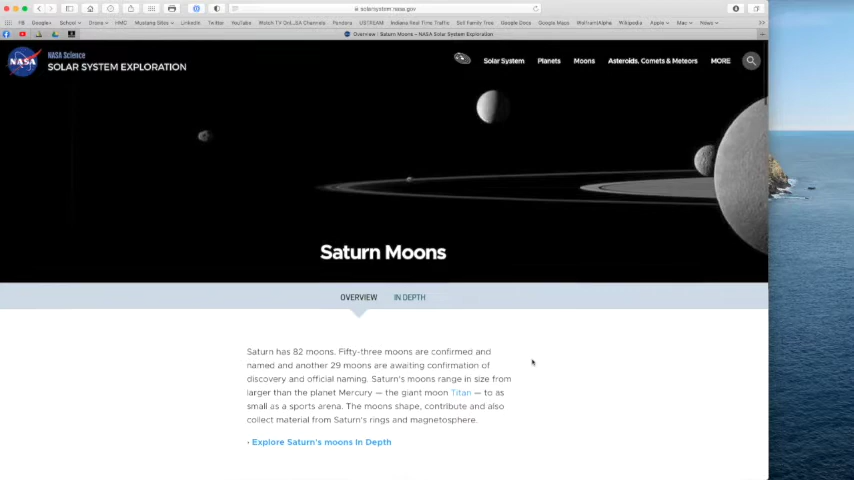 solarsystem.nasa.gov
FB Google+ School Drone HMC Mustang Sites LinkedIn Twitter YouTube Watch TV Onl...SA Channels Pandora USTREAM Indiana Real Time Traffic Sell Family Tree Google Docs Google Maps WolframAlpha Wikipedia Apple Mac News
Overview | Saturn Moons – NASA Solar System Exploration
NASA
NASA Science
SOLAR SYSTEM EXPLORATION
Solar System Planets Moons Asteroids, Comets & Meteors MORE
Saturn Moons
OVERVIEW IN DEPTH
Saturn has 82 moons. Fifty-three moons are confirmed and
named and another 29 moons are awaiting confirmation of
discovery and official naming. Saturn's moons range in size from
larger than the planet Mercury — the giant moon Titan — to as
small as a sports arena. The moons shape, contribute and also
collect material from Saturn's rings and magnetosphere.
› Explore Saturn's moons In Depth